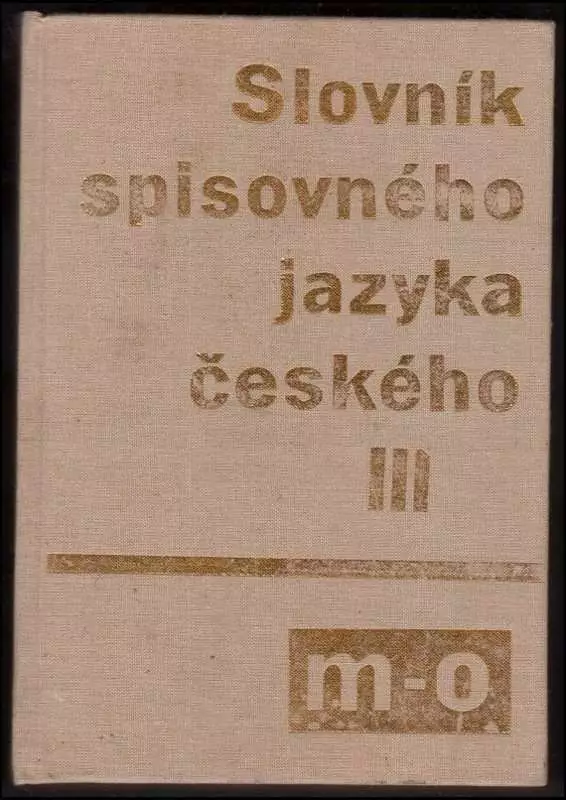 Slovník
spisovného
jazyka
českého
III
m-o